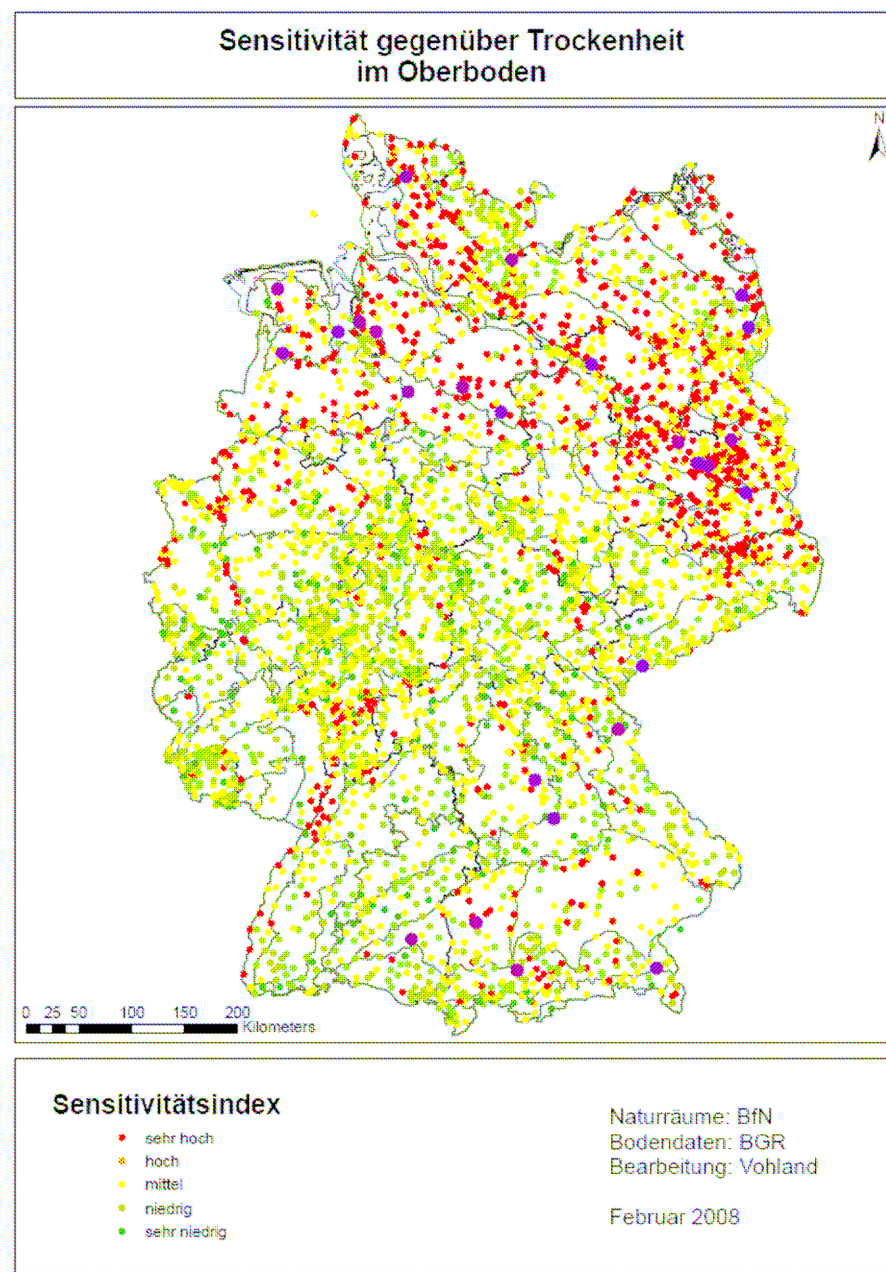 Sensitivität gegenüber Trockenheit
im Oberboden
N
0 25 50 100 150 200
Kilometers
Sensitivitätsindex
sehr hoch
hoch
mittel
niedrig
sehr niedrig
Naturräume: BfN
Bodendaten: BGR
Bearbeitung: Vohland
Februar 2008